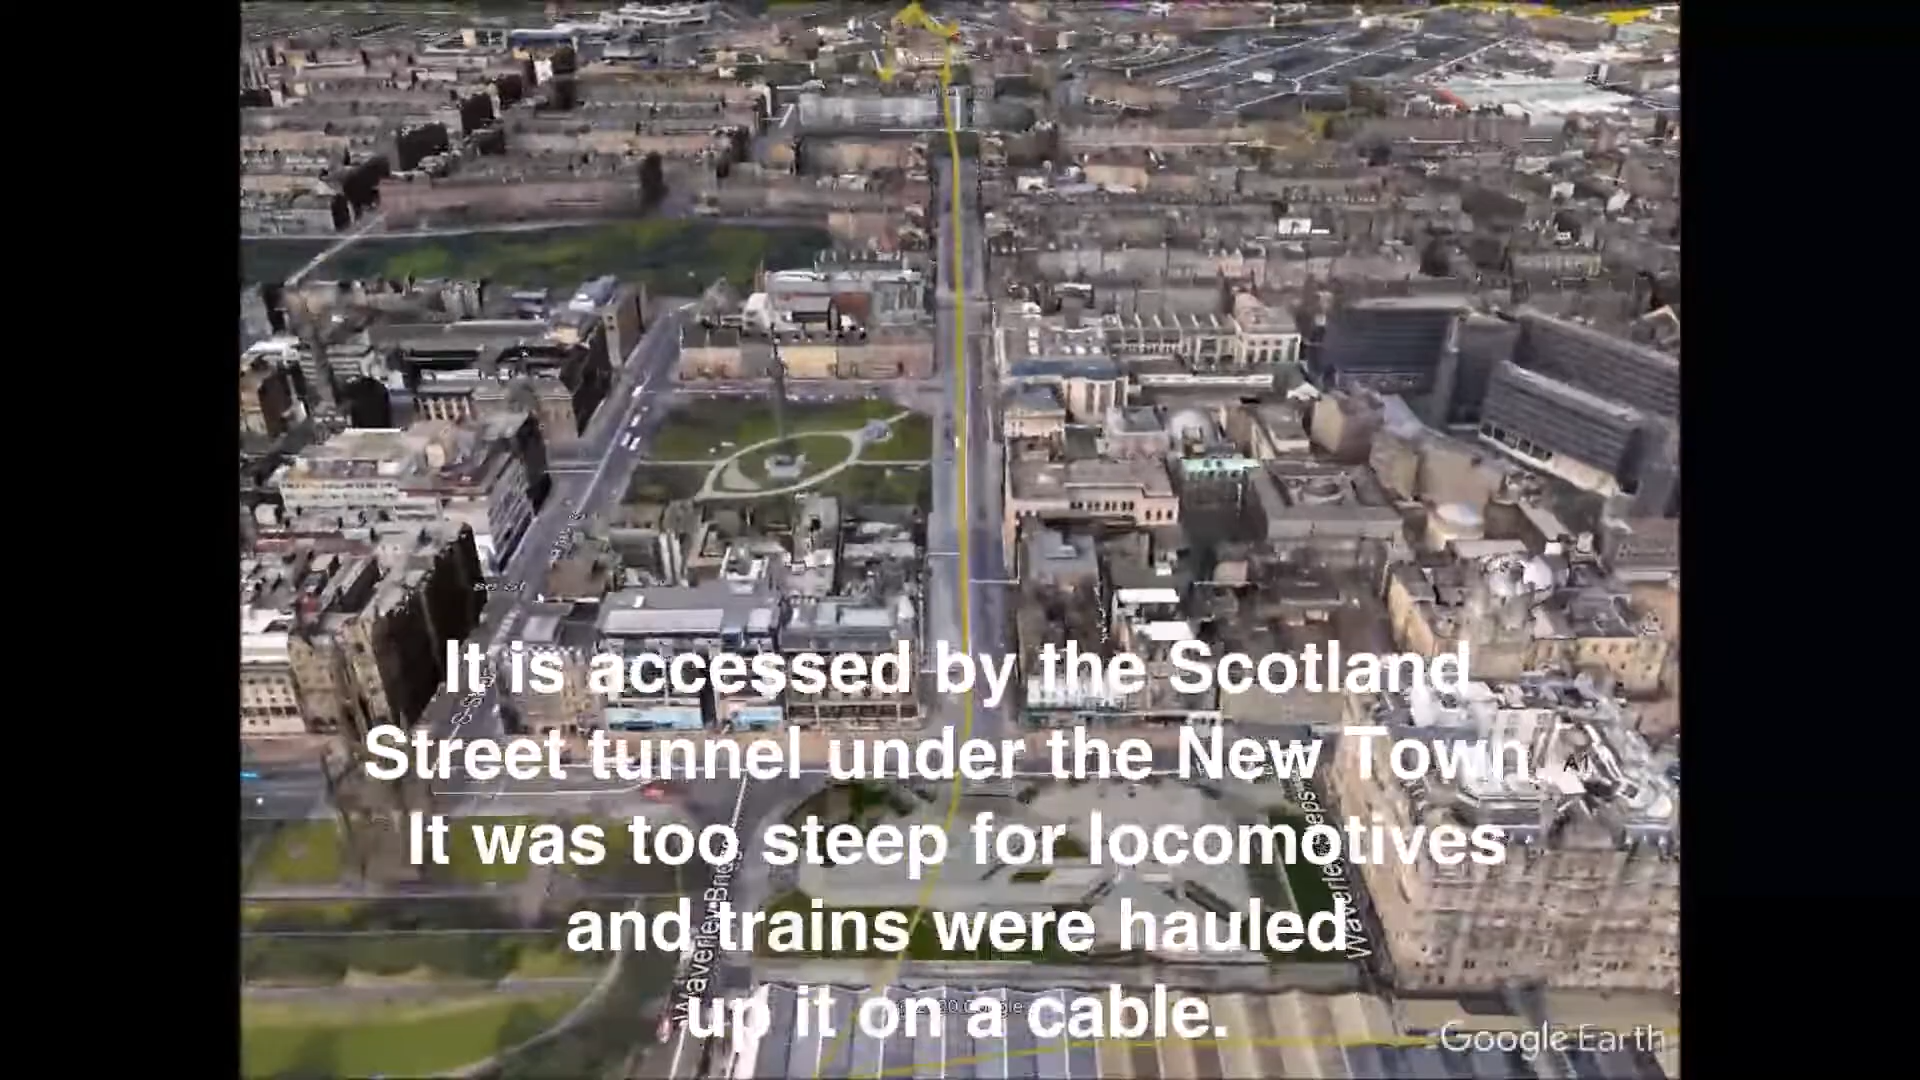 It is accessed by the Scotland
Street tunnel under the New Town.
It was too steep for locomotives
and trains were hauled
up it on a cable.
A1
Google Earth